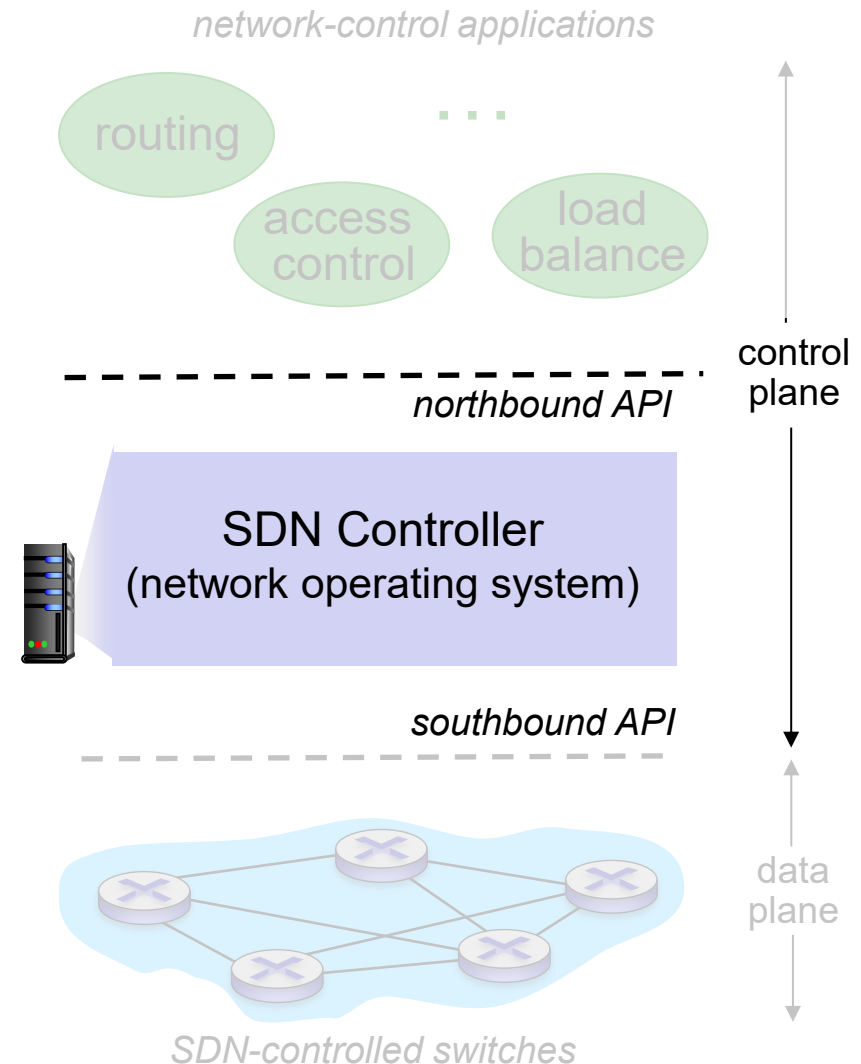 network-control applications
routing
...
access
control
load
balance
control
plane
northbound API
SDN Controller
(network operating system)
southbound API
data
plane
SDN-controlled switches